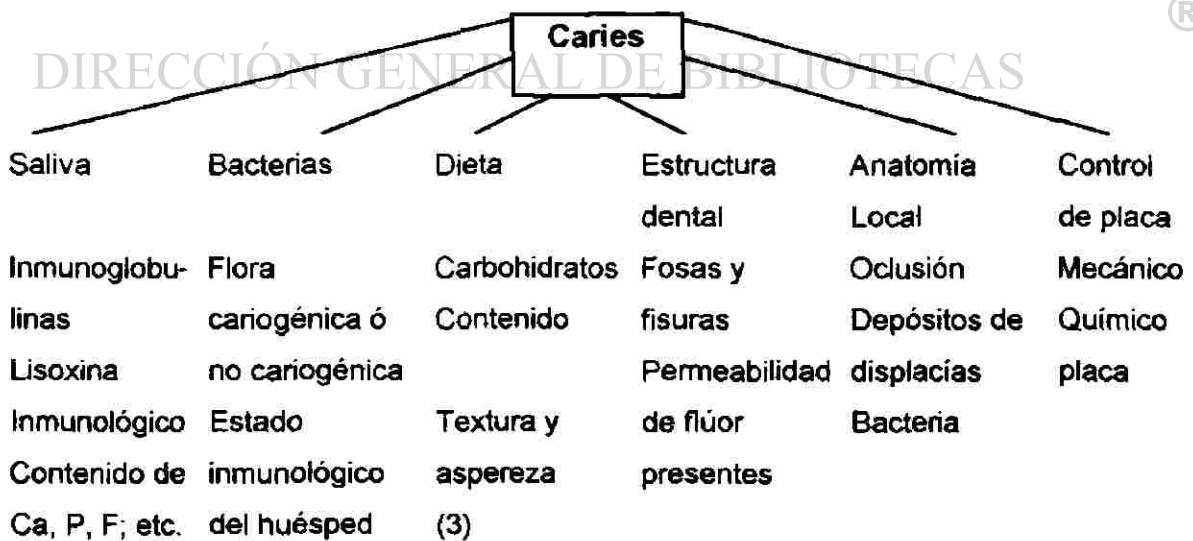 ®
Caries
DIRECCIÓN GENERAL DE BIBLIOTECAS
Saliva Bacterias Dieta Estructura Anatomía Control
dental Local de placa
Inmunoglobu- Flora Carbohidratos Fosas y Oclusión Mecánico
linas cariogénica ó Contenido fisuras Depósitos de Químico
Lisoxina no cariogénica Permeabilidad displacías placa
Inmunológico Estado Textura y de flúor Bacteria
Contenido de inmunológico aspereza presentes
Ca, P, F; etc. del huésped (3)